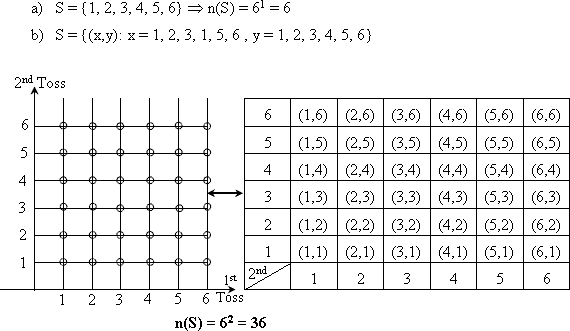 a) S = {1, 2, 3, 4, 5, 6} ⇒ n(S) = 6¹ = 6
b) S = {(x,y): x = 1, 2, 3, 1, 5, 6 , y = 1, 2, 3, 4, 5, 6}
2nd Toss
6
5
4
3
2
1
1 2 3 4 5 6
1st
Toss
6 (1,6) (2,6) (3,6) (4,6) (5,6) (6,6)
5 (1,5) (2,5) (3,5) (4,5) (5,5) (6,5)
4 (1,4) (2,4) (3,4) (4,4) (5,4) (6,4)
3 (1,3) (2,3) (3,3) (4,3) (5,3) (6,3)
2 (1,2) (2,2) (3,2) (4,2) (5,2) (6,2)
1 (1,1) (2,1) (3,1) (4,1) (5,1) (6,1)
2nd 1 2 3 4 5 6
n(S) = 6² = 36